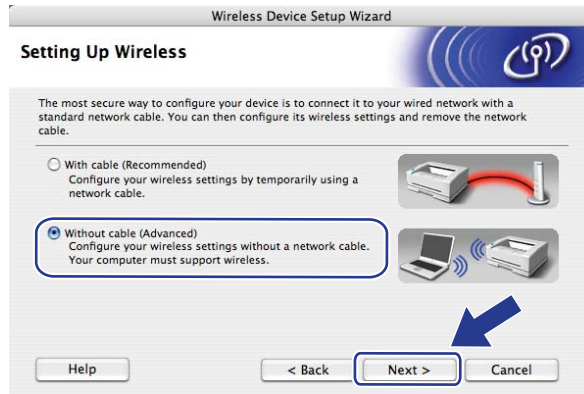 Wireless Device Setup Wizard
Setting Up Wireless
The most secure way to configure your device is to connect it to your wired network with a
standard network cable. You can then configure its wireless settings and remove the network
cable.
With cable (Recommended)
Configure your wireless settings by temporarily using a
network cable.
Without cable (Advanced)
Configure your wireless settings without a network cable.
Your computer must support wireless.
Help
< Back
Next >
Cancel